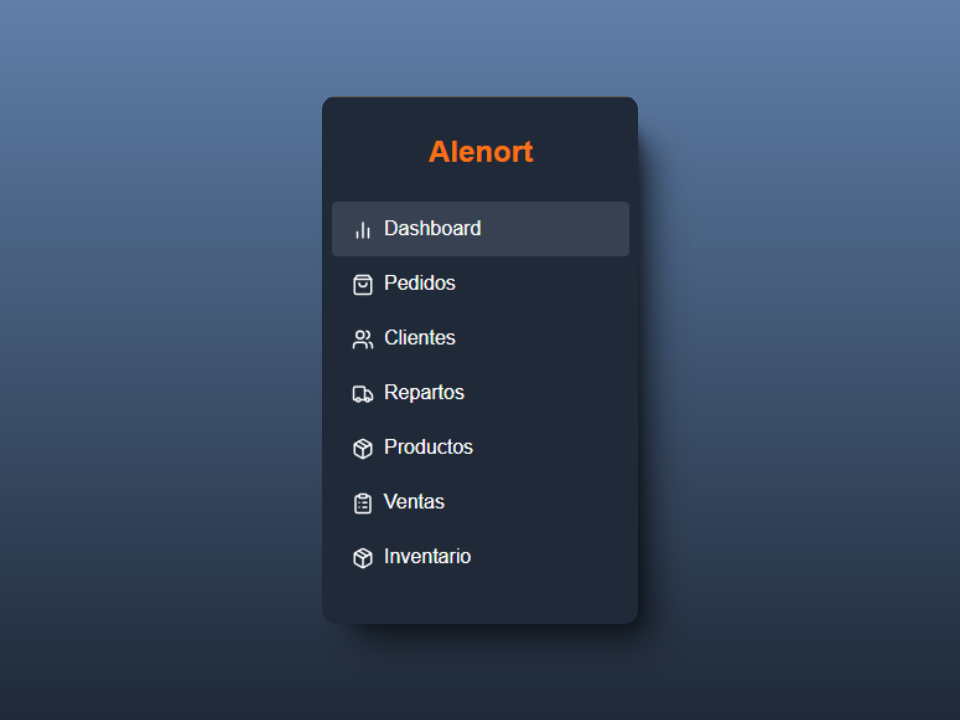 Alenort
Dashboard
Pedidos
Clientes
Repartos
Productos
Ventas
Inventario